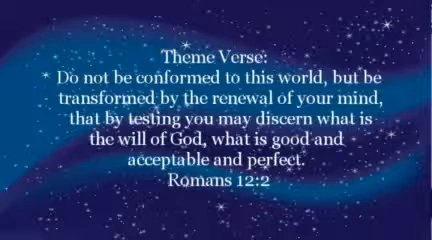 Theme Verse:
Do not be conformed to this world, but be
transformed by the renewal of your mind,
that by testing you may discern what is
the will of God, what is good and
acceptable and perfect.
Romans 12:2